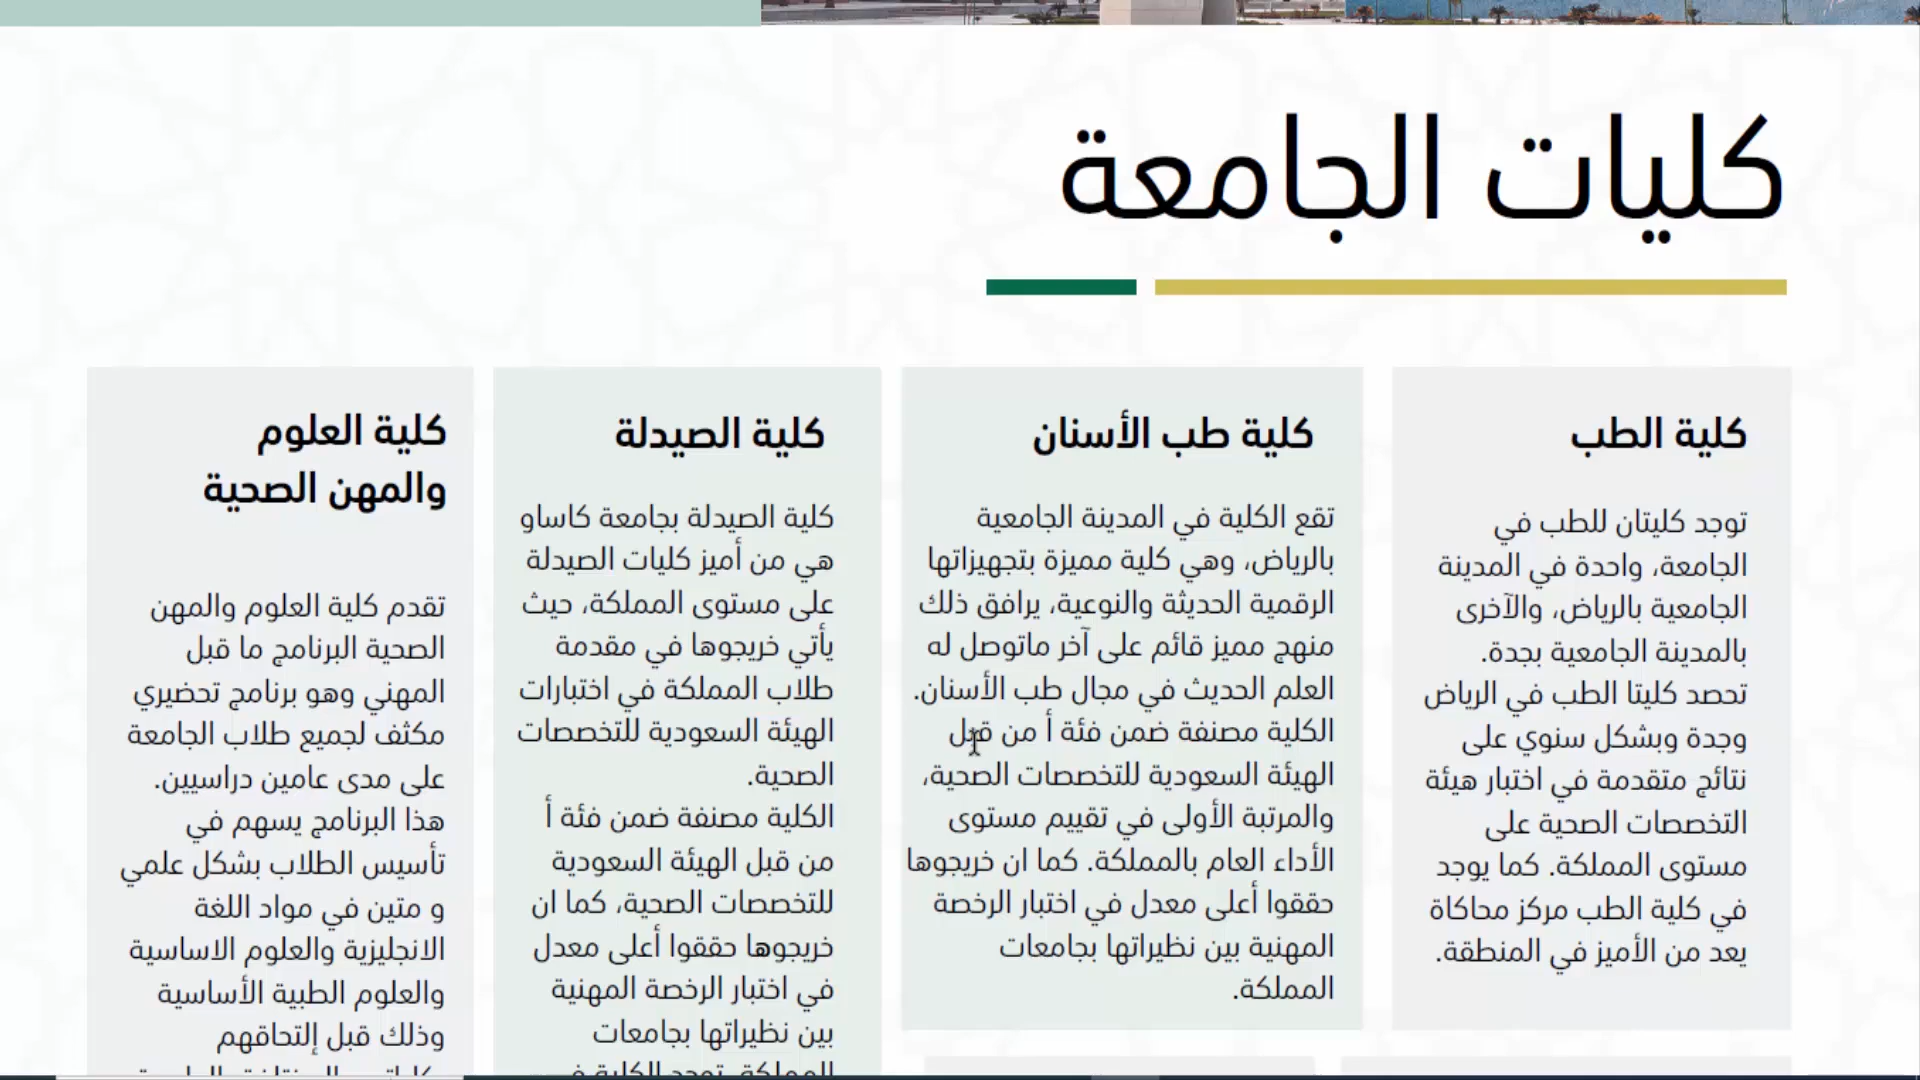 كليات الجامعة
كلية الطب
توجد كليتان للطب في
الجامعة، واحدة في المدينة
الجامعية بالرياض، والآخرى
بالمدينة الجامعية بجدة.
تحصد كليتا الطب في الرياض
وجدة وبشكل سنوي على
نتائج متقدمة في اختبار هيئة
التخصصات الصحية على
مستوى المملكة. كما يوجد
في كلية الطب مركز محاكاة
يعد من الأميز في المنطقة.
كلية طب الأسنان
تقع الكلية في المدينة الجامعية
بالرياض، وهي كلية مميزة بتجهيزاتها
الرقمية الحديثة والنوعية، يرافق ذلك
منهج مميز قائم على آخر ماتوصل له
العلم الحديث في مجال طب الأسنان.
الكلية مصنفة ضمن فئة أ من قبل
الهيئة السعودية للتخصصات الصحية،
والمرتبة الأولى في تقييم مستوى
الأداء العام بالمملكة. كما ان خريجوها
حققوا أعلى معدل في اختبار الرخصة
المهنية بين نظيراتها بجامعات
المملكة.
كلية الصيدلة
كلية الصيدلة بجامعة كاساو
هي من أميز كليات الصيدلة
على مستوى المملكة، حيث
يأتي خريجوها في مقدمة
طلاب المملكة في اختبارات
الهيئة السعودية للتخصصات
الصحية.
الكلية مصنفة ضمن فئة أ
من قبل الهيئة السعودية
للتخصصات الصحية، كما ان
خريجوها حققوا أعلى معدل
في اختبار الرخصة المهنية
بين نظيراتها بجامعات
المملكة. توجد الكلية في
كلية العلوم
والمهن الصحية
تقدم كلية العلوم والمهن
الصحية البرنامج ما قبل
المهني وهو برنامج تحضيري
مكثف لجميع طلاب الجامعة
على مدى عامين دراسيين.
هذا البرنامج يسهم في
تأسيس الطلاب بشكل علمي
و متين في مواد اللغة
الانجليزية والعلوم الاساسية
والعلوم الطبية الأساسية
وذلك قبل إلتحاقهم